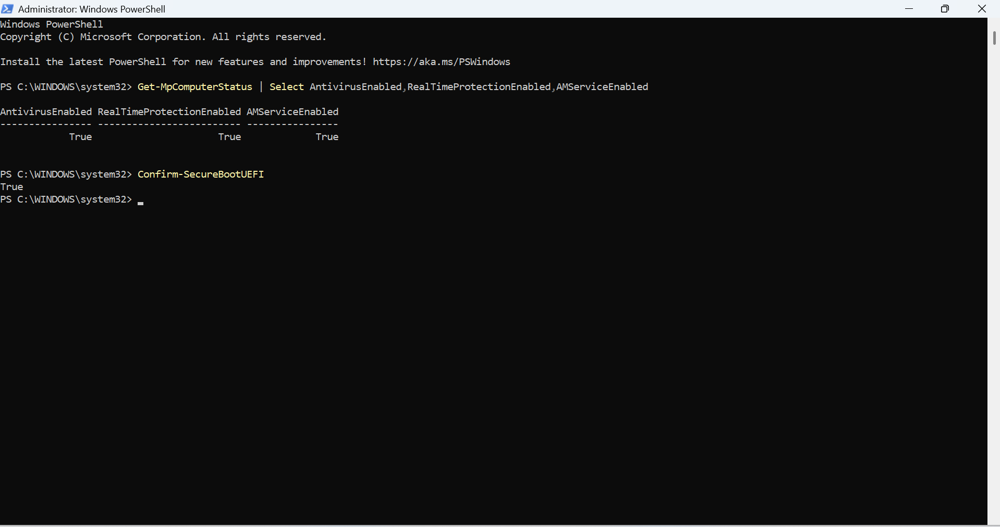 Administrator: Windows PowerShell
Windows PowerShell
Copyright (C) Microsoft Corporation. All rights reserved.
Install the latest PowerShell for new features and improvements! https://aka.ms/PSWindows
PS C:\WINDOWS\system32> Get-MpComputerStatus | Select AntivirusEnabled,RealTimeProtectionEnabled,AMServiceEnabled
AntivirusEnabled RealTimeProtectionEnabled AMServiceEnabled
---------------- ------------------------- ----------------
True True True
PS C:\WINDOWS\system32> Confirm-SecureBootUEFI
True
PS C:\WINDOWS\system32>